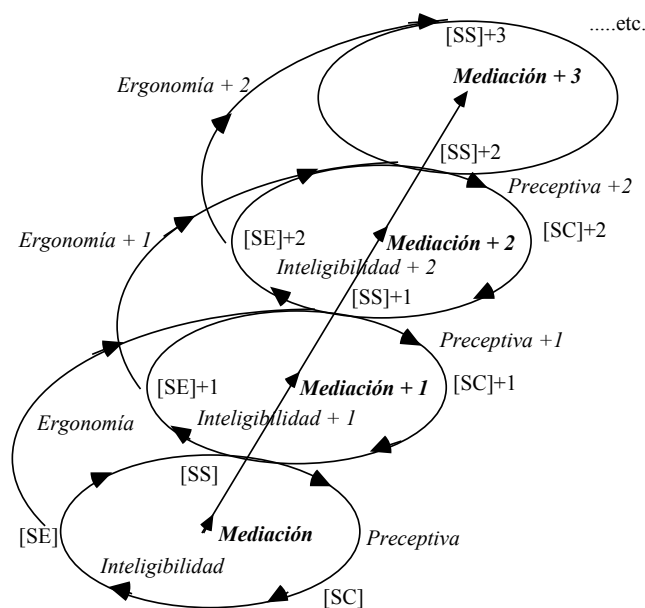 [SS]+3
.....etc.
Mediación + 3
Ergonomía + 2
[SS]+2
Preceptiva +2
[SE]+2
Mediación + 2
[SC]+2
Ergonomía + 1
Inteligibilidad + 2
[SS]+1
Preceptiva +1
[SE]+1
Mediación + 1
[SC]+1
Ergonomía
Inteligibilidad + 1
[SS]
[SE]
Mediación
Preceptiva
Inteligibilidad
[SC]